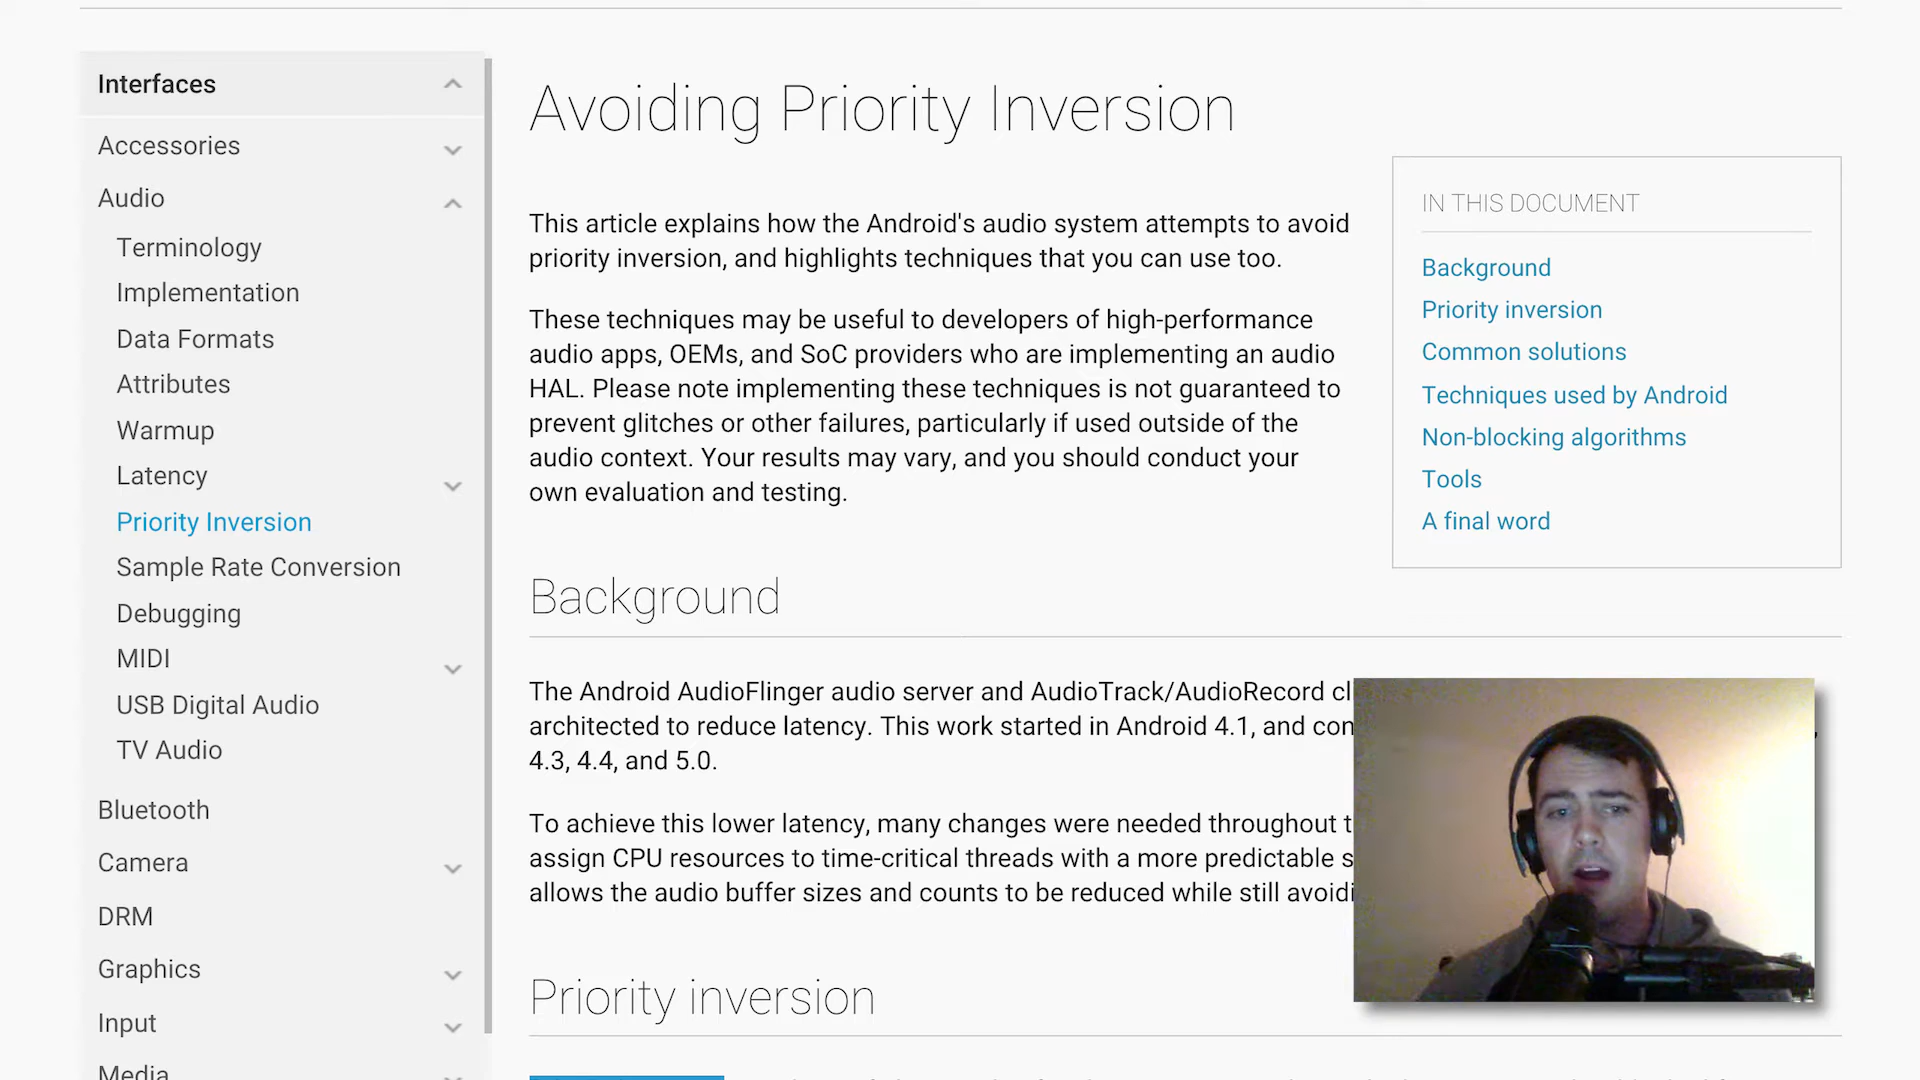 Interfaces
Accessories
Audio
Terminology
Implementation
Data Formats
Attributes
Warmup
Latency
Priority Inversion
Sample Rate Conversion
Debugging
MIDI
USB Digital Audio
TV Audio
Bluetooth
Camera
DRM
Graphics
Input
Media
Avoiding Priority Inversion
This article explains how the Android's audio system attempts to avoid
priority inversion, and highlights techniques that you can use too.
These techniques may be useful to developers of high-performance
audio apps, OEMs, and SoC providers who are implementing an audio
HAL. Please note implementing these techniques is not guaranteed to
prevent glitches or other failures, particularly if used outside of the
audio context. Your results may vary, and you should conduct your
own evaluation and testing.
IN THIS DOCUMENT
Background
Priority inversion
Common solutions
Techniques used by Android
Non-blocking algorithms
Tools
A final word
Background
The Android AudioFlinger audio server and AudioTrack/AudioRecord cl
architected to reduce latency. This work started in Android 4.1, and con
4.3, 4.4, and 5.0.
To achieve this lower latency, many changes were needed throughout t
assign CPU resources to time-critical threads with a more predictable s
allows the audio buffer sizes and counts to be reduced while still avoidi
Priority inversion